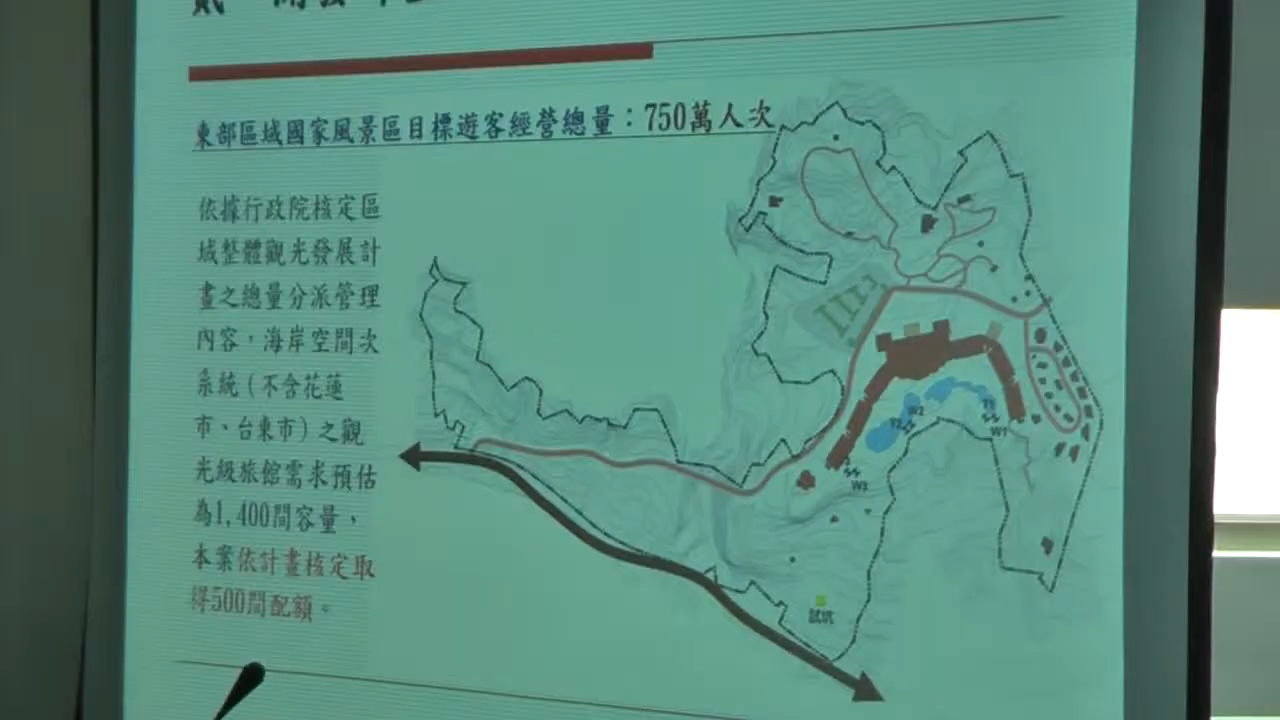 東部區域國家風景區目標遊客經營總量：750萬人次
依據行政院核定區
域整體觀光發展計
畫之總量分派管理
內容，海岸空間次
系統（不含花蓮
市、台東市）之觀
光級旅館需求預估
為1,400間容量，
本案依計畫核定取
得500間配額。
W2
T1
W1
W3
試坑